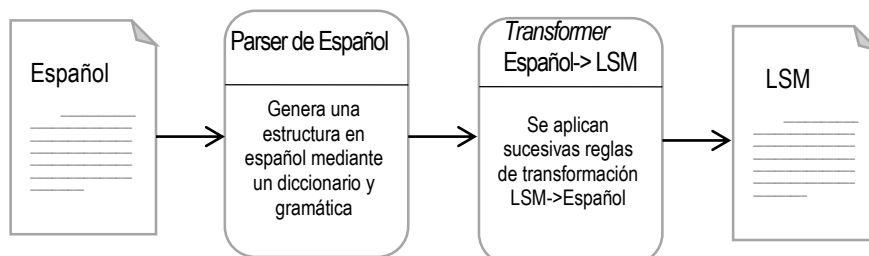 Español
Parser de Español
Genera una
estructura en
español mediante
un diccionario y
gramática
Transformer
Español-> LSM
Se aplican
sucesivas reglas
de transformación
LSM->Español
LSM